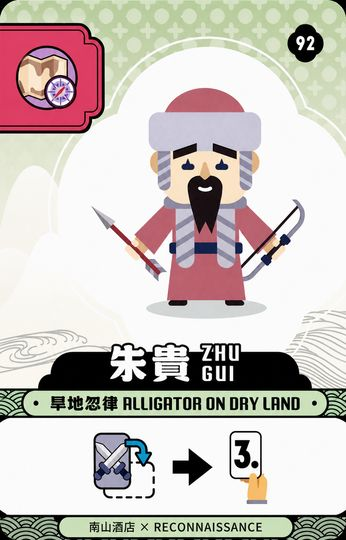 92
朱貴 ZHU GUI
旱地忽律 ALLIGATOR ON DRY LAND
3.
南山酒店 × RECONNAISSANCE